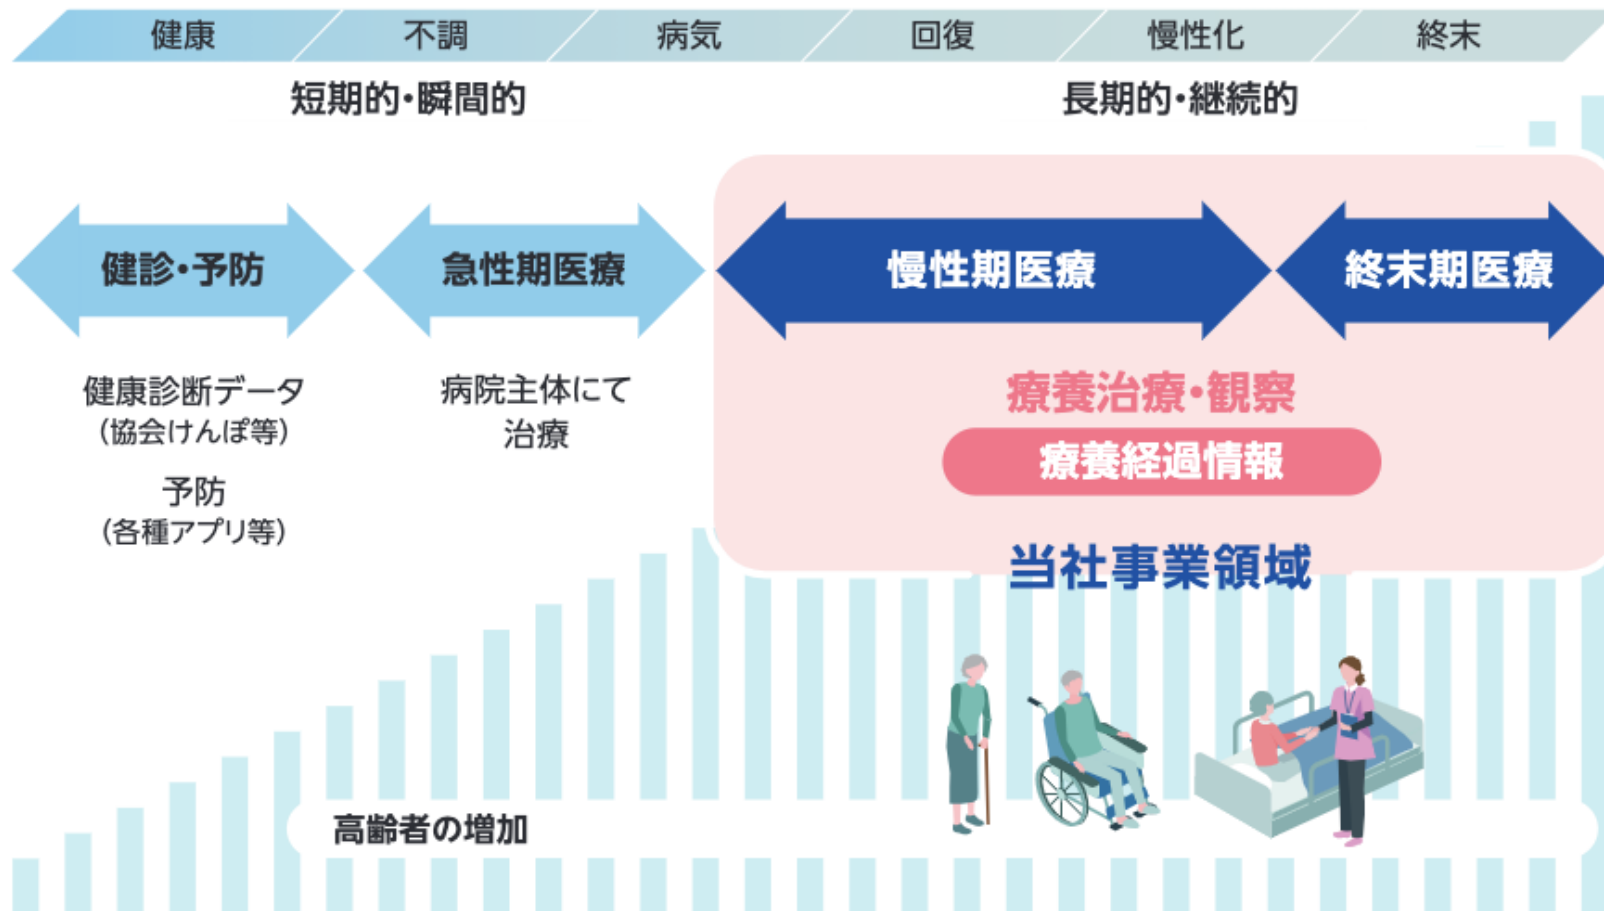 健康
不調
病気
回復
慢性化
終末
短期的・瞬間的
長期的・継続的
健診・予防
急性期医療
慢性期医療
終末期医療
健康診断データ
（協会けんぽ等）
予防
（各種アプリ等）
病院主体にて
治療
療養治療・観察
療養経過情報
当社事業領域
高齢者の増加